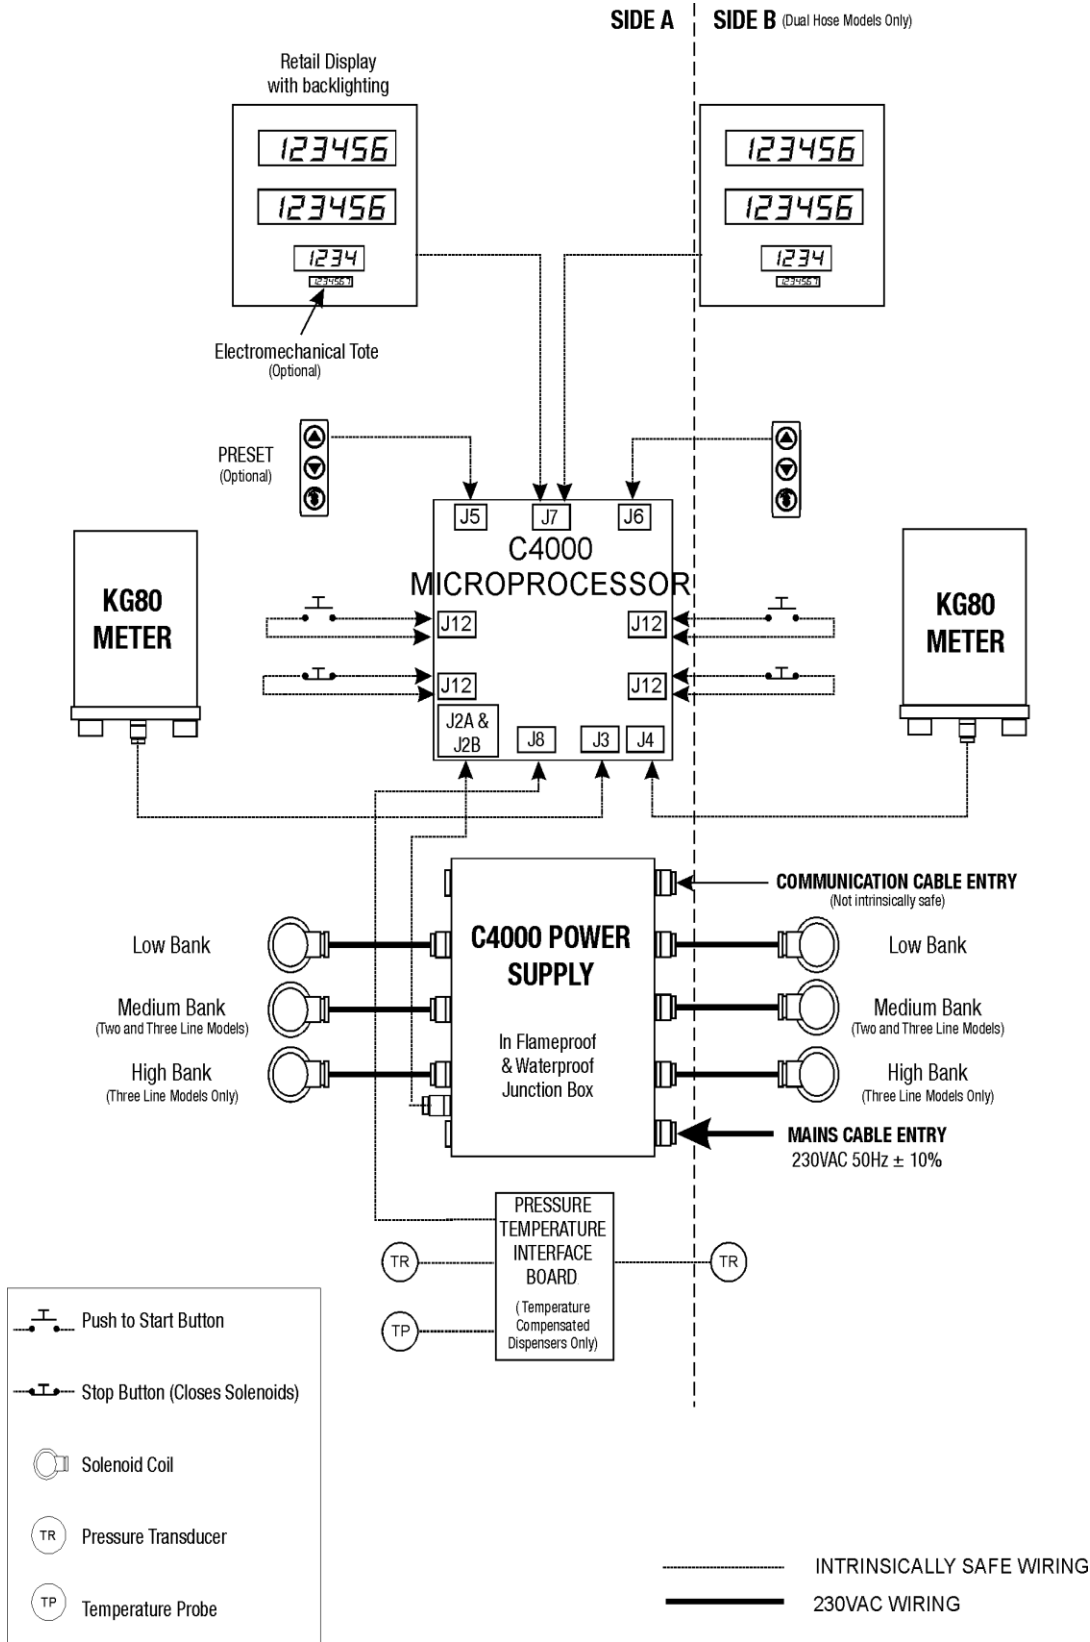 SIDE A
SIDE B (Dual Hose Models Only)
Retail Display
with backlighting
123456
123456
1234
1234567
123456
123456
1234
1234567
Electromechanical Tote
(Optional)
PRESET
(Optional)
J5
J7
J6
C4000
MICROPROCESSOR
KG80
METER
KG80
METER
J12
J12
J12
J12
J2A &
J2B
J8
J3
J4
COMMUNICATION CABLE ENTRY
(Not intrinsically safe)
C4000 POWER
SUPPLY
In Flameproof
& Waterproof
Junction Box
Low Bank
Medium Bank
(Two and Three Line Models)
High Bank
(Three Line Models Only)
Low Bank
Medium Bank
(Two and Three Line Models)
High Bank
(Three Line Models Only)
MAINS CABLE ENTRY
230VAC 50Hz ± 10%
PRESSURE
TEMPERATURE
INTERFACE
BOARD
( Temperature
Compensated
Dispensers Only)
TR
TP
TR
Push to Start Button
Stop Button (Closes Solenoids)
Solenoid Coil
TR Pressure Transducer
TP Temperature Probe
INTRINSICALLY SAFE WIRING
230VAC WIRING